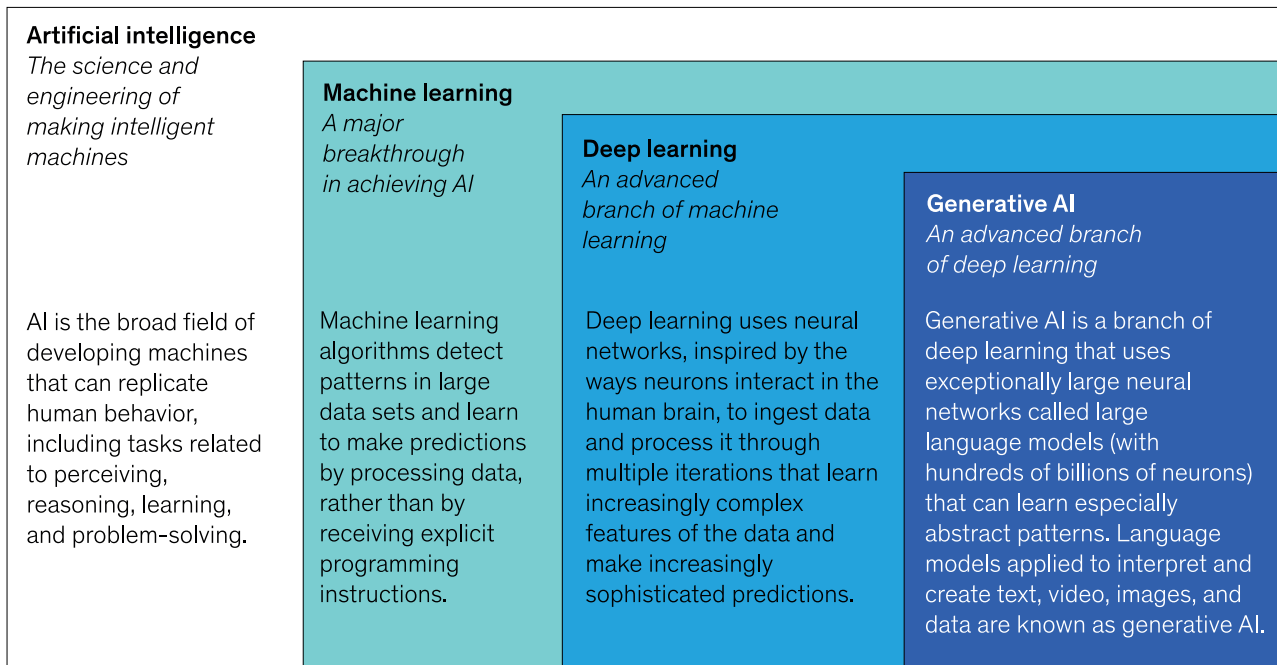 Artificial intelligence
The science and
engineering of
making intelligent
machines
AI is the broad field of
developing machines
that can replicate
human behavior,
including tasks related
to perceiving,
reasoning, learning,
and problem-solving.
Machine learning
A major
breakthrough
in achieving AI
Machine learning
algorithms detect
patterns in large
data sets and learn
to make predictions
by processing data,
rather than by
receiving explicit
programming
instructions.
Deep learning
An advanced
branch of machine
learning
Deep learning uses neural
networks, inspired by the
ways neurons interact in the
human brain, to ingest data
and process it through
multiple iterations that learn
increasingly complex
features of the data and
make increasingly
sophisticated predictions.
Generative AI
An advanced branch
of deep learning
Generative AI is a branch of
deep learning that uses
exceptionally large neural
networks called large
language models (with
hundreds of billions of neurons)
that can learn especially
abstract patterns. Language
models applied to interpret and
create text, video, images, and
data are known as generative AI.